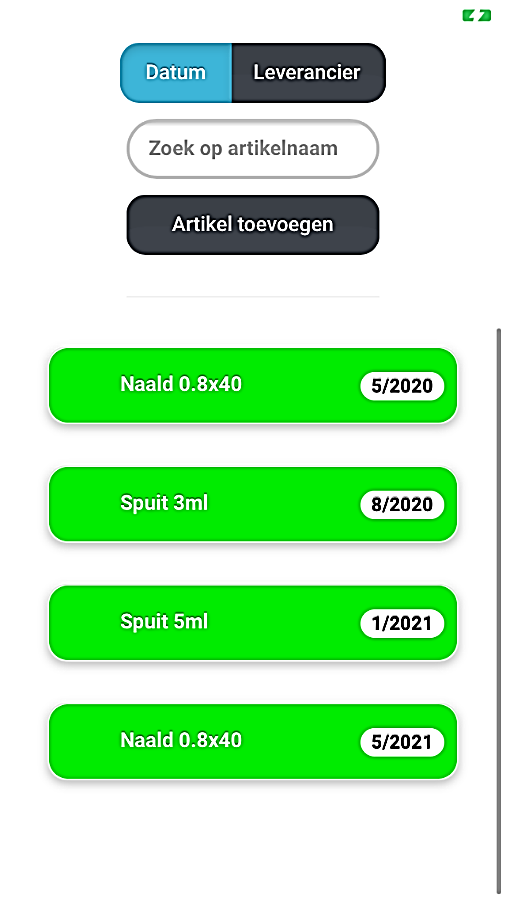 Datum Leverancier
Zoek op artikelnaam
Artikel toevoegen
Naald 0.8x40 5/2020
Spuit 3ml 8/2020
Spuit 5ml 1/2021
Naald 0.8x40 5/2021